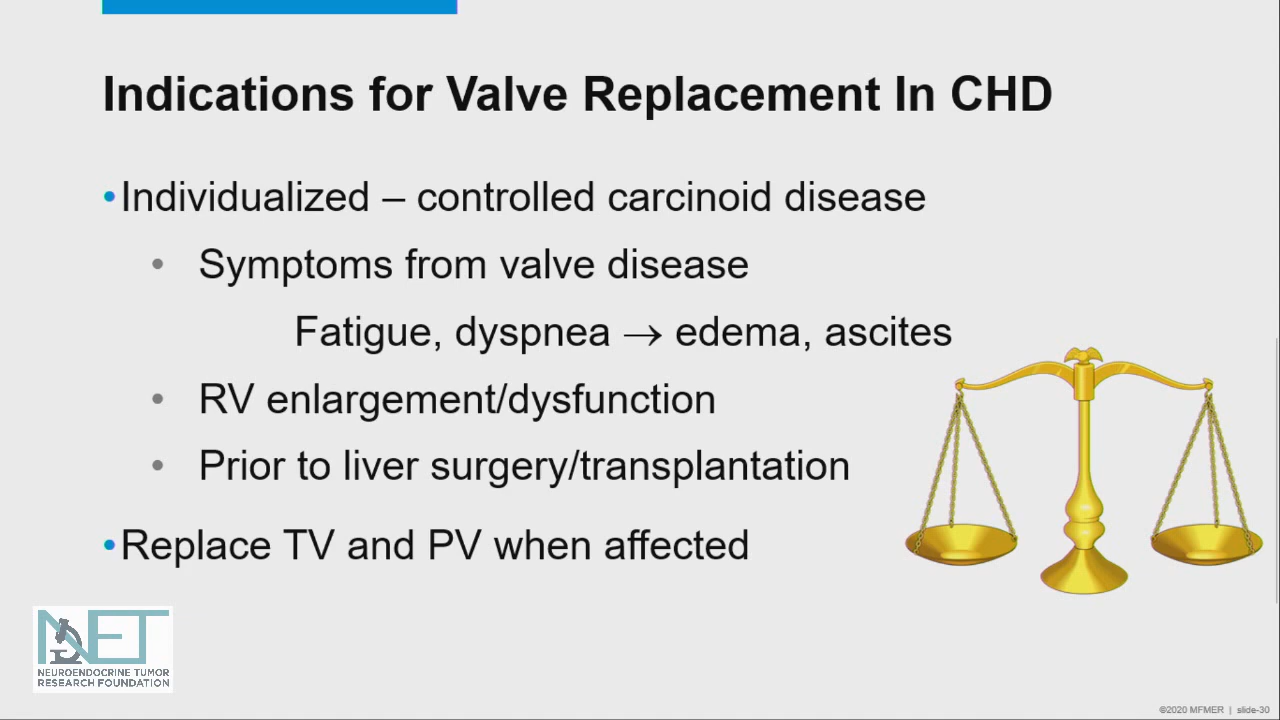 Indications for Valve Replacement In CHD
•Individualized – controlled carcinoid disease
• Symptoms from valve disease
Fatigue, dyspnea → edema, ascites
• RV enlargement/dysfunction
• Prior to liver surgery/transplantation
•Replace TV and PV when affected
NET
NEUROENDOCRINE TUMOR
RESEARCH FOUNDATION
©2020 MFMER | slide-30